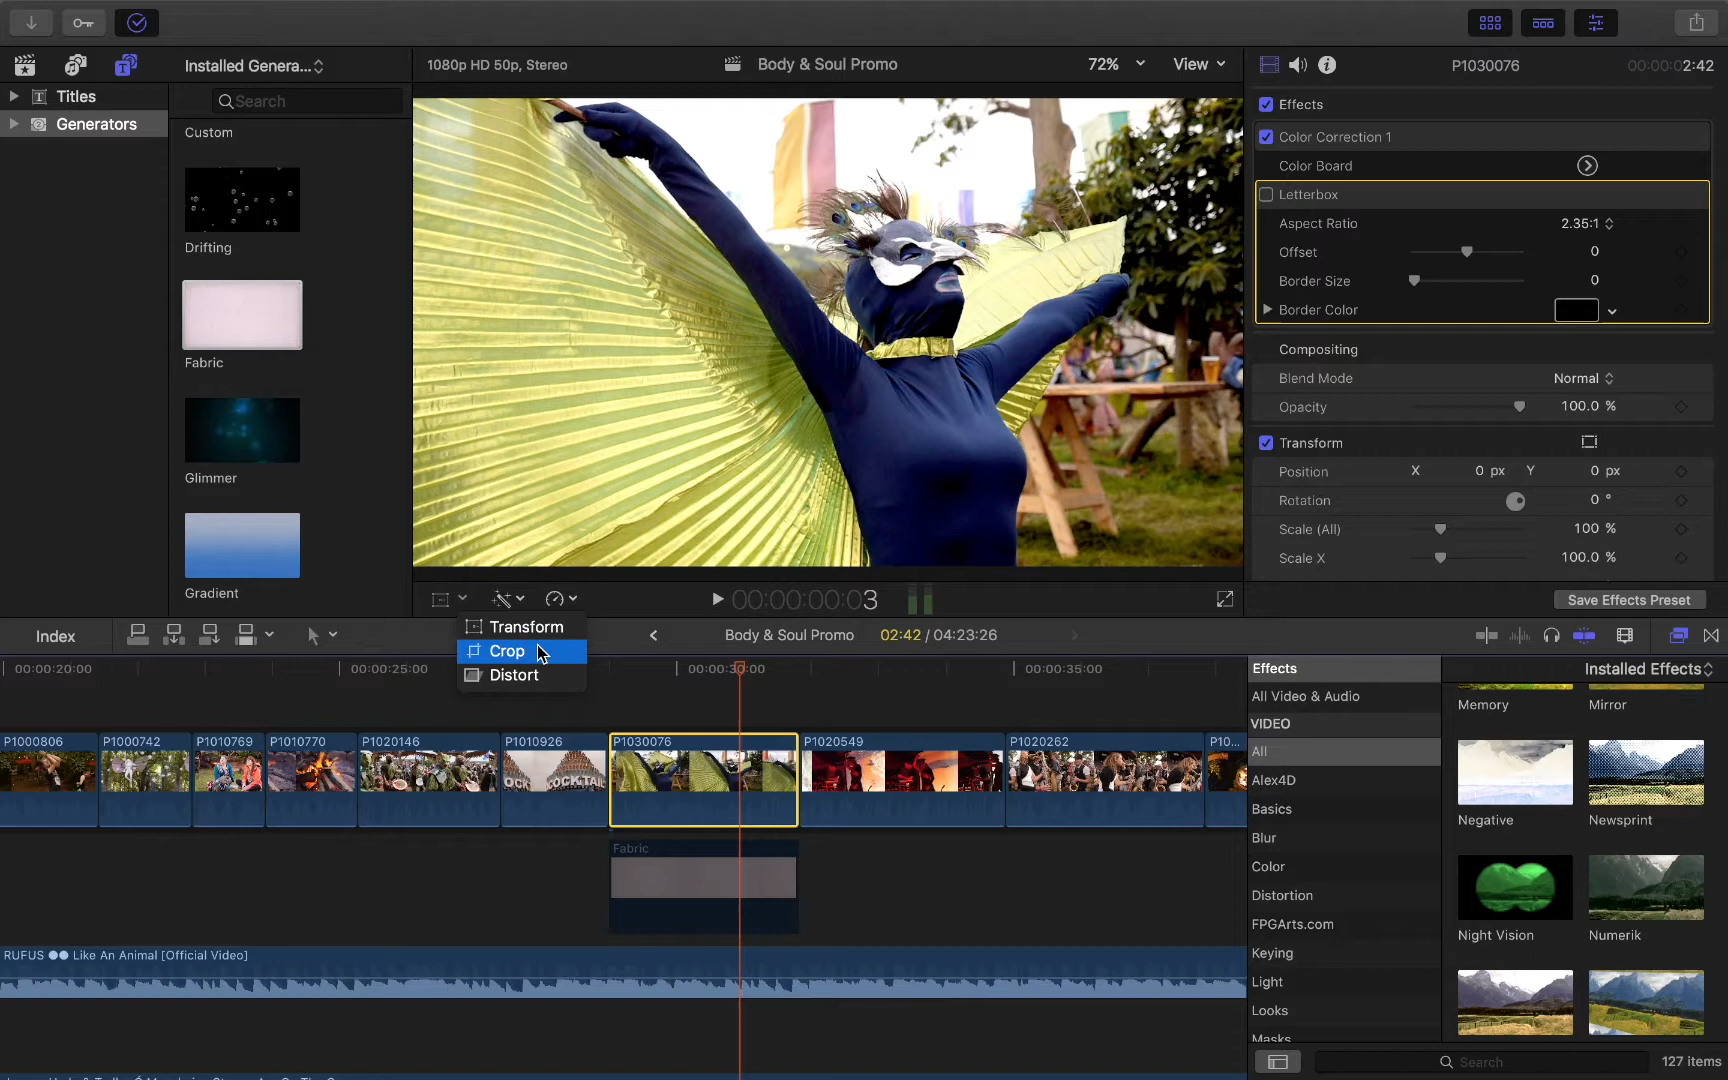 Installed Genera...
1080p HD 50p, Stereo
Body & Soul Promo
72%
View
P1030076
00:00:02:42
Titles
Search
Effects
Generators
Custom
Color Correction 1
Color Board
Letterbox
Aspect Ratio
2.35:1
Drifting
Offset
0
Border Size
0
Border Color
Compositing
Fabric
Blend Mode
Normal
Opacity
100.0 %
Transform
Position
X
0 px
Y
0 px
Glimmer
Rotation
0 °
Scale (All)
100 %
Scale X
100.0 %
Gradient
00:00:00:03
Save Effects Preset
Transform
Crop
Distort
Index
Body & Soul Promo
02:42 / 04:23:26
00:00:20:00
00:00:25:00
00:00:30:00
00:00:35:00
Effects
Installed Effects
All Video & Audio
Memory
Mirror
VIDEO
P1000806
P1000742
P1010769
P1010770
P1020146
P1010926
P1030076
P1020549
P1020262
P10...
OCK
COCKTAIL
All
Alex4D
Basics
Negative
Newsprint
Blur
Fabric
Color
Distortion
FPGArts.com
Night Vision
Numerik
Keying
RUFUS ●● Like An Animal [Official Video]
Light
Looks
Masks
Search
127 items